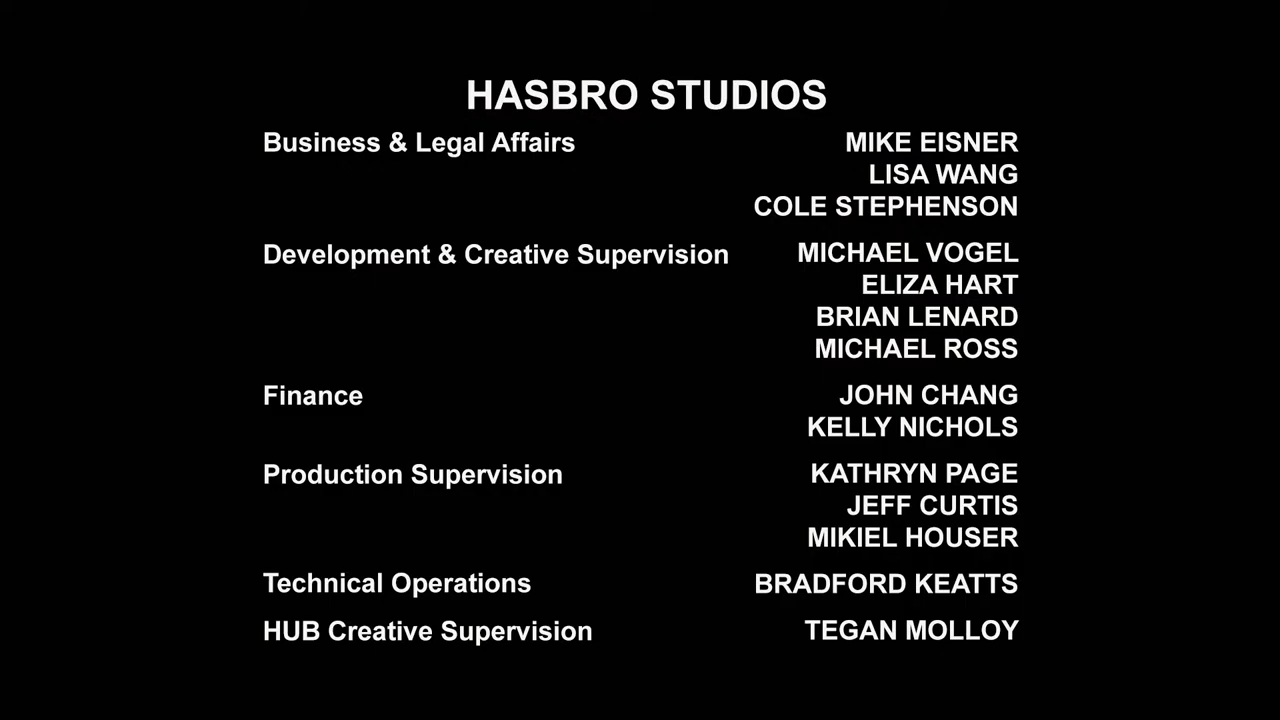 HASBRO STUDIOS
Business & Legal Affairs MIKE EISNER
LISA WANG
COLE STEPHENSON
Development & Creative Supervision MICHAEL VOGEL
ELIZA HART
BRIAN LENARD
MICHAEL ROSS
Finance JOHN CHANG
KELLY NICHOLS
Production Supervision KATHRYN PAGE
JEFF CURTIS
MIKIEL HOUSER
Technical Operations BRADFORD KEATTS
HUB Creative Supervision TEGAN MOLLOY